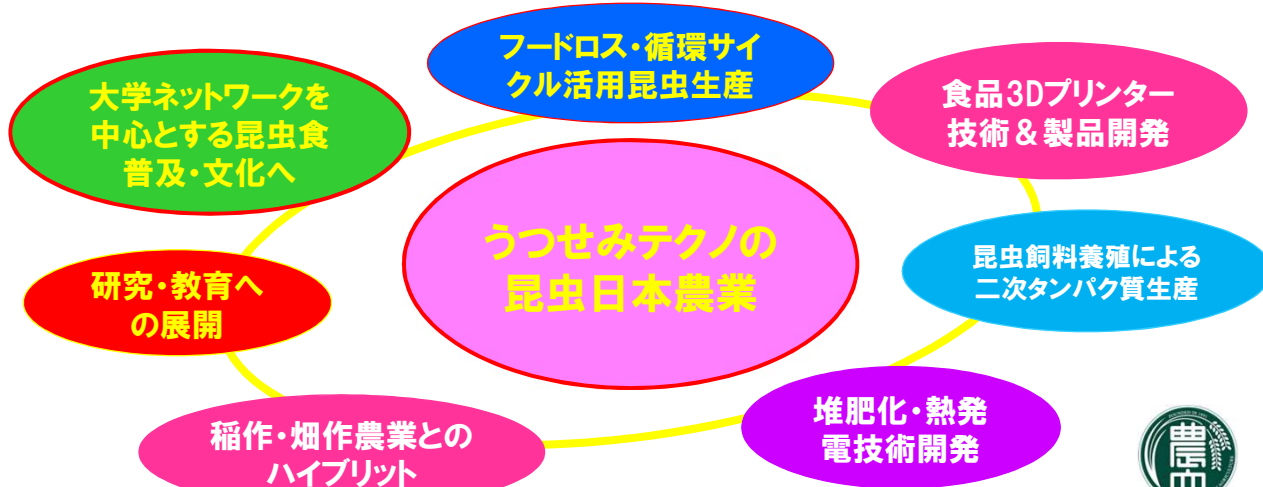 フードロス・循環サイ
クル活用昆虫生産
大学ネットワークを
中心とする昆虫食
普及・文化へ
食品3Dプリンター
技術＆製品開発
うつせみテクノの
昆虫日本農業
昆虫飼料養殖による
二次タンパク質生産
研究・教育へ
の展開
堆肥化・熱発
電技術開発
稲作・畑作農業との
ハイブリット
農